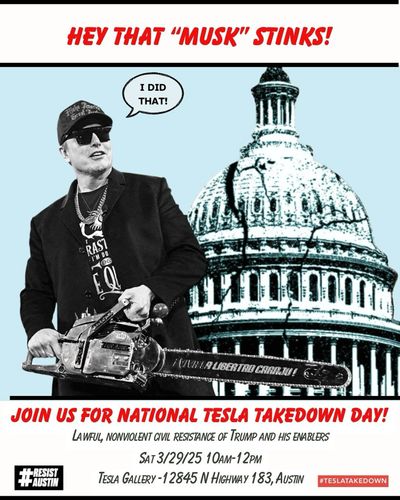 HEY THAT “MUSK” STINKS!
I DID
THAT!
¡VIVA LA LIBERTAD CARAJO!
JOIN US FOR NATIONAL TESLA TAKEDOWN DAY!
LAWFUL, NONVIOLENT CIVIL RESISTANCE OF TRUMP AND HIS ENABLERS
SAT 3/29/25 10AM-12PM
TESLA GALLERY -12845 N HIGHWAY 183, AUSTIN
#RESIST
AUSTIN
#TESLATAKEDOWN